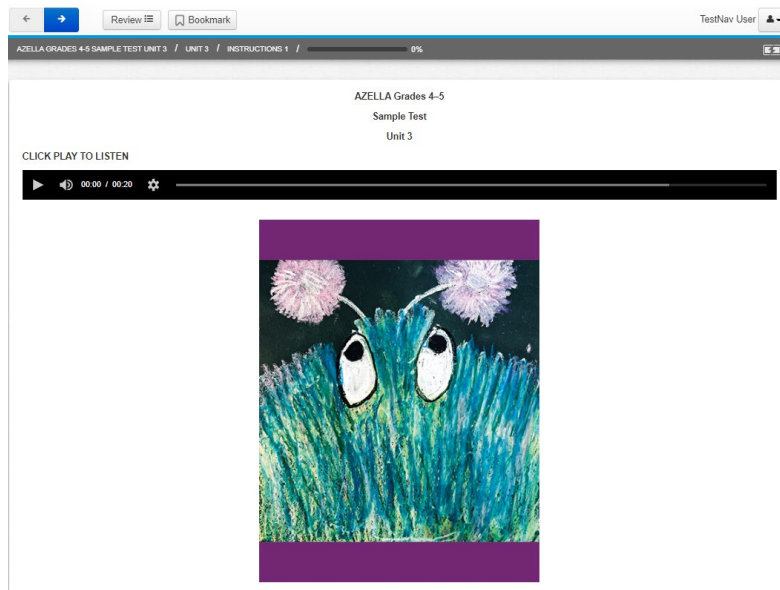 Review
Bookmark
TestNav User
AZELLA GRADES 4-5 SAMPLE TEST UNIT 3 / UNIT 3 / INSTRUCTIONS 1 / 0%
AZELLA Grades 4–5
Sample Test
Unit 3
CLICK PLAY TO LISTEN
00:00 / 00:20